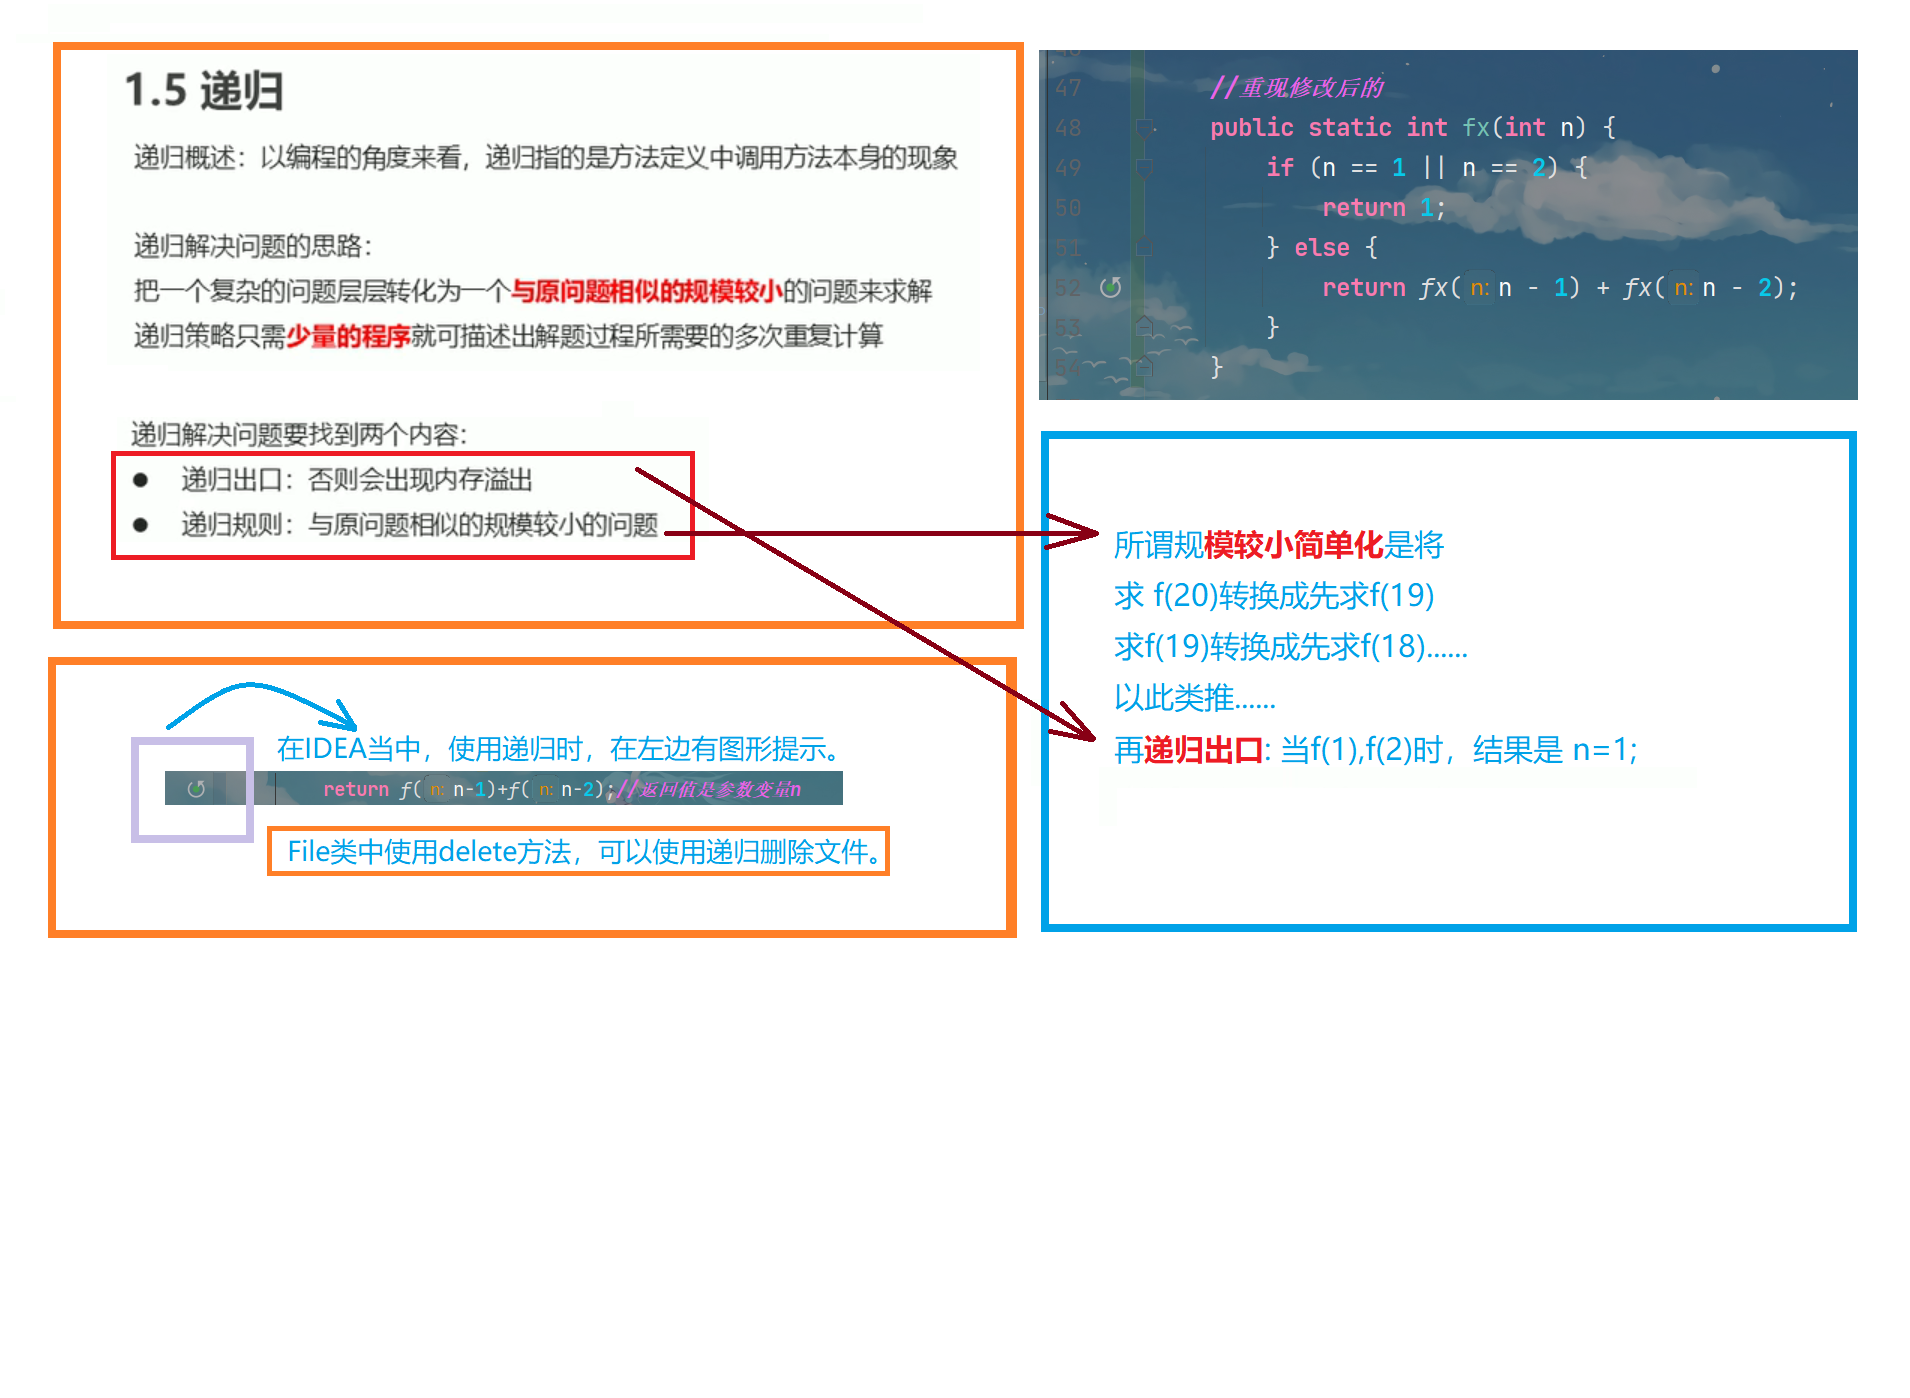 1.5 递归
递归概述：以编程的角度来看，递归指的是方法定义中调用方法本身的现象
递归解决问题的思路：
把一个复杂的问题层层转化为一个与原问题相似的规模较小的问题来求解
递归策略只需少量的程序就可描述出解题过程所需要的多次重复计算
递归解决问题要找到两个内容：
● 递归出口：否则会出现内存溢出
● 递归规则：与原问题相似的规模较小的问题
47 //重现修改后的
48 public static int fx(int n) {
49 if (n == 1 || n == 2) {
50 return 1;
51 } else {
52 return fx( n: n - 1) + fx( n: n - 2);
53 }
54 }
所谓规模较小简单化是将
求 f(20)转换成先求f(19)
求f(19)转换成先求f(18)......
以此类推......
再递归出口: 当f(1),f(2)时，结果是 n=1;
在IDEA当中，使用递归时，在左边有图形提示。
return f( n: n-1)+f( n: n-2);//返回值是参数变量n
File类中使用delete方法，可以使用递归删除文件。